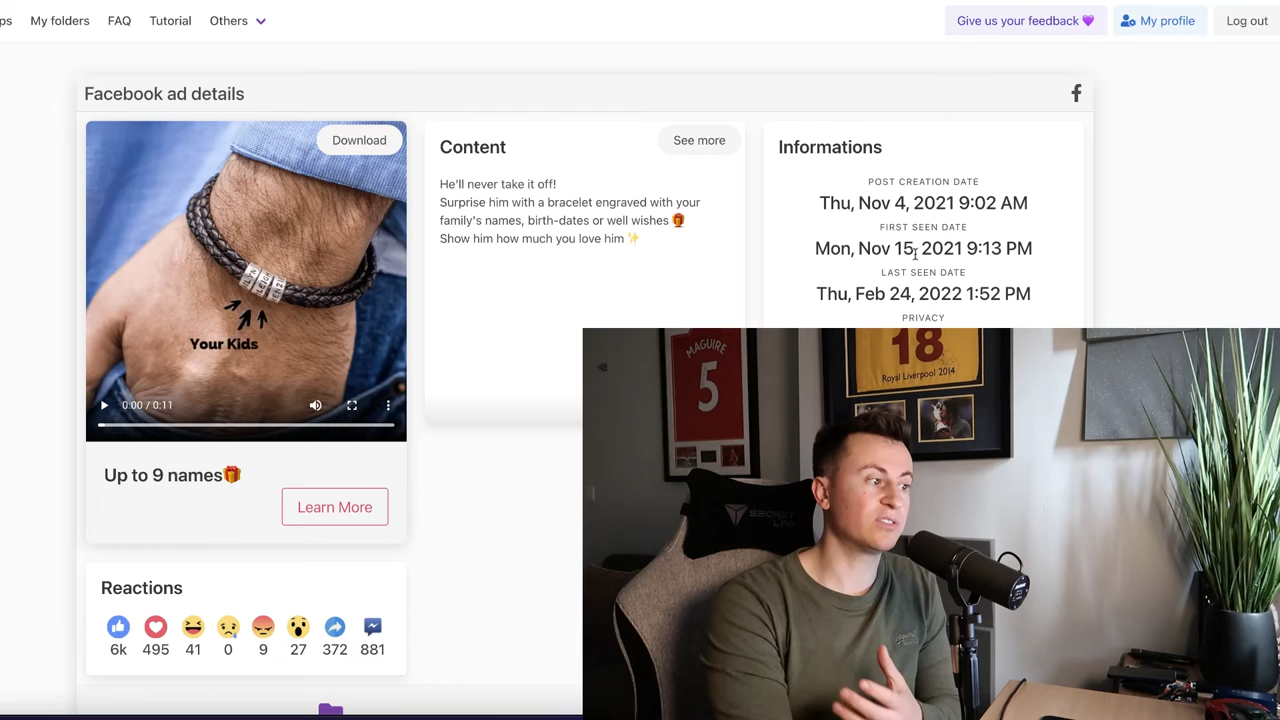 ps
My folders
FAQ
Tutorial
Others
Give us your feedback 💜
My profile
Log out
Facebook ad details
Download
Your Kids
0:00 / 0:11
Up to 9 names🎁
Learn More
Reactions
6k
495
41
0
9
27
372
881
Content
See more
He'll never take it off!
Surprise him with a bracelet engraved with your
family's names, birth-dates or well wishes 🎁
Show him how much you love him ✨
Informations
POST CREATION DATE
Thu, Nov 4, 2021 9:02 AM
FIRST SEEN DATE
Mon, Nov 15, 2021 9:13 PM
LAST SEEN DATE
Thu, Feb 24, 2022 1:52 PM
PRIVACY
MAGUIRE
5
18
Royal Liverpool 2014
SECRET
LAB